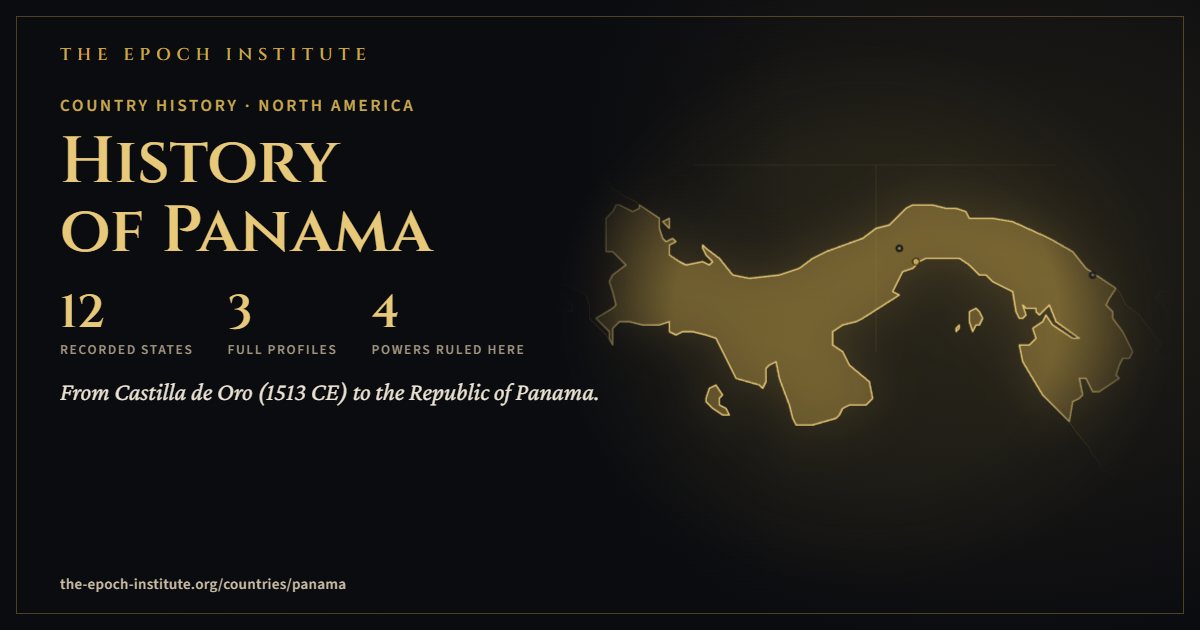 THE EPOCH INSTITUTE
COUNTRY HISTORY · NORTH AMERICA
HISTORY
OF PANAMA
12 3 4
RECORDED STATES FULL PROFILES POWERS RULED HERE
From Castilla de Oro (1513 CE) to the Republic of Panama.
the-epoch-institute.org/countries/panama